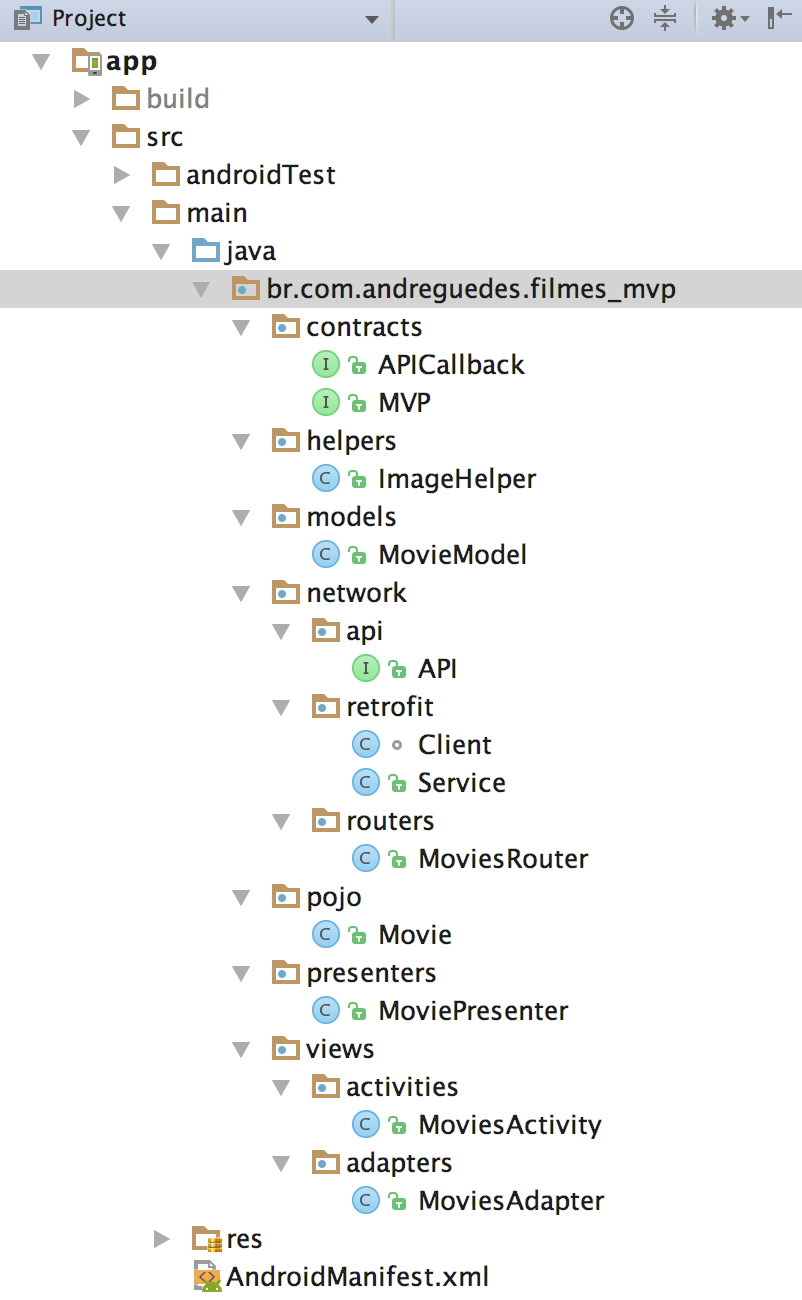 Project
app
build
src
androidTest
main
java
br.com.andreguedes.filmes_mvp
contracts
APICallback
MVP
helpers
ImageHelper
models
MovieModel
network
api
API
retrofit
Client
Service
routers
MoviesRouter
pojo
Movie
presenters
MoviePresenter
views
activities
MoviesActivity
adapters
MoviesAdapter
res
AndroidManifest.xml